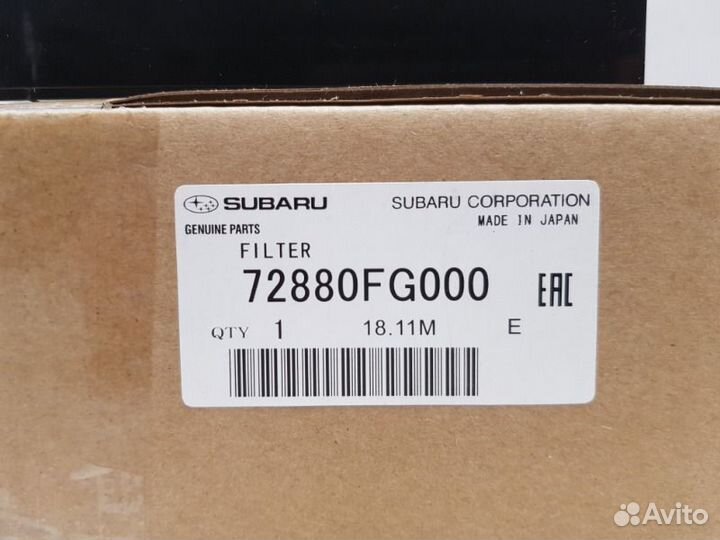 SUBARU SUBARU CORPORATION
GENUINE PARTS MADE IN JAPAN
FILTER
72880FG000 EAC
QTY 1 18.11M E
Avito